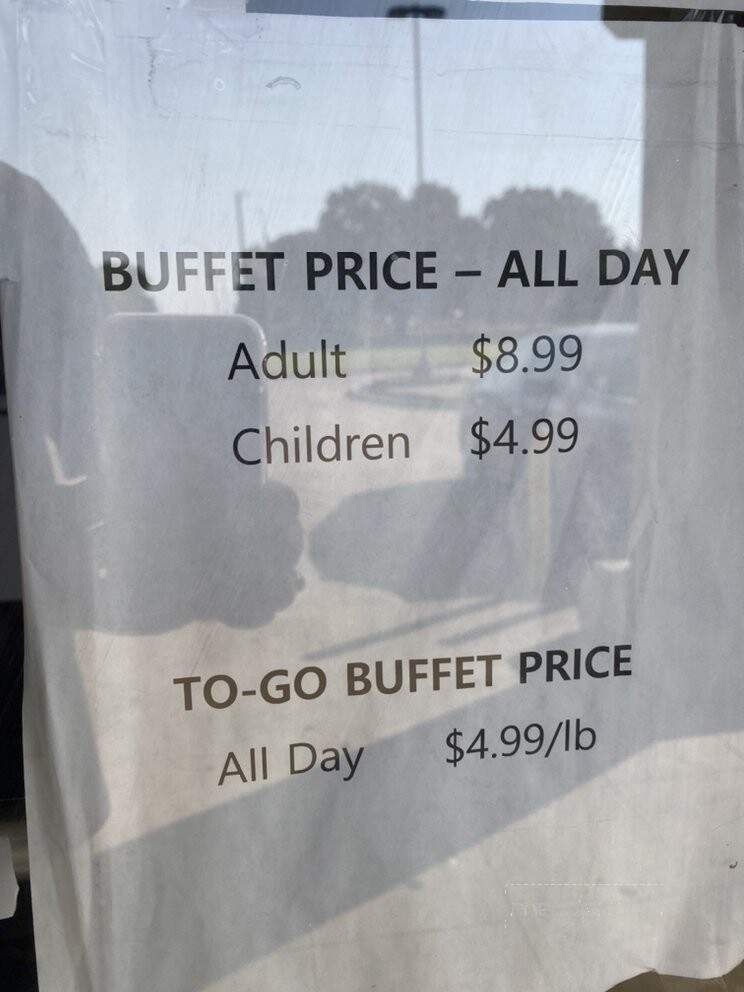 BUFFET PRICE – ALL DAY
Adult $8.99
Children $4.99
TO-GO BUFFET PRICE
All Day $4.99/lb